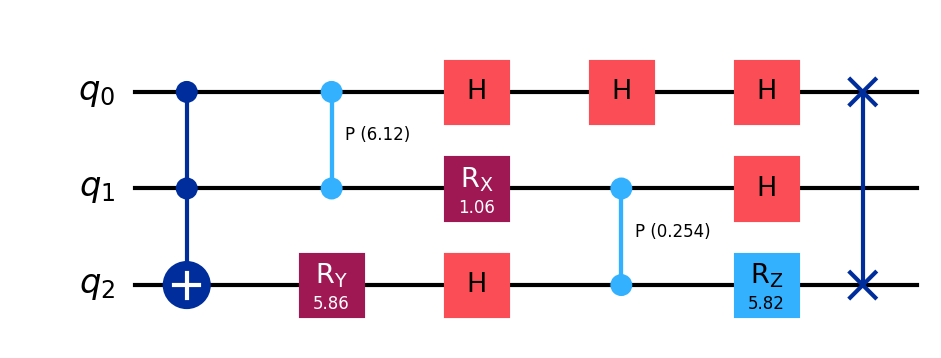 q0 H H H
P (6.12)
q1 RX 1.06 H
P (0.254)
q2 RY 5.86 H RZ 5.82